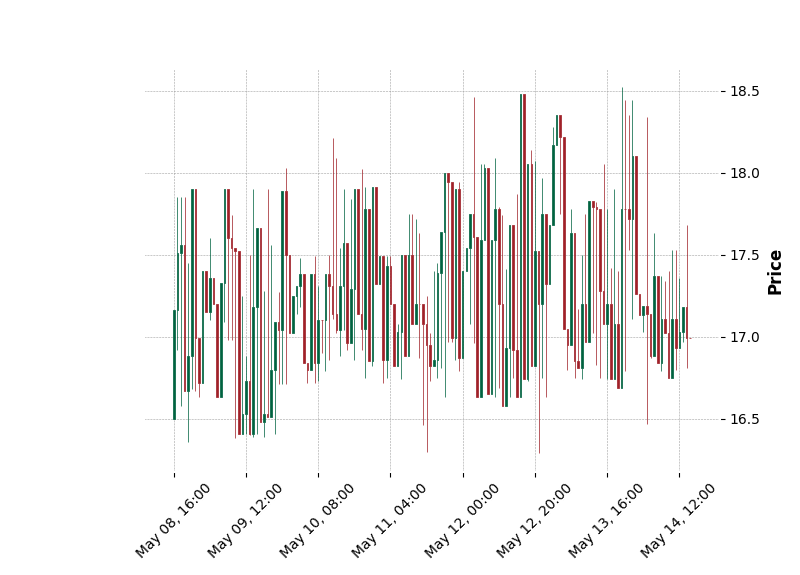 18.5
18.0
17.5
17.0
16.5
Price
May 08, 16:00
May 09, 12:00
May 10, 08:00
May 11, 04:00
May 12, 00:00
May 12, 20:00
May 13, 16:00
May 14, 12:00